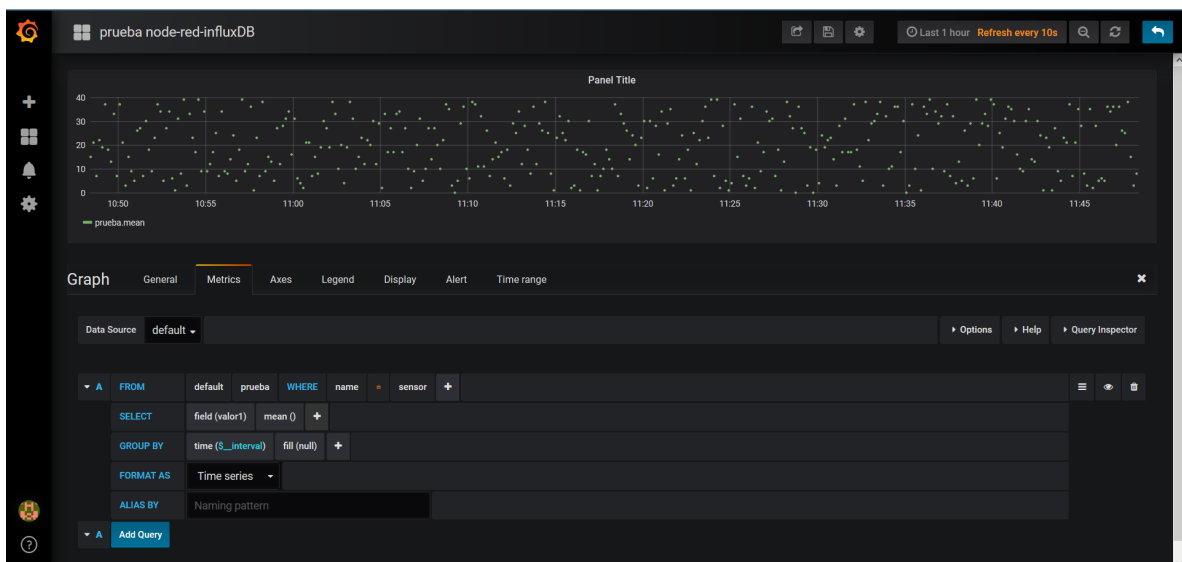 prueba node-red-influxDB
Last 1 hour Refresh every 10s
Panel Title
40
30
20
10
0
10:50 10:55 11:00 11:05 11:10 11:15 11:20 11:25 11:30 11:35 11:40 11:45
prueba.mean
Graph General Metrics Axes Legend Display Alert Time range
Data Source default Options Help Query Inspector
A FROM default prueba WHERE name = sensor +
SELECT field (valor1) mean () +
GROUP BY time ($__interval) fill (null) +
FORMAT AS Time series
ALIAS BY Naming pattern
A Add Query